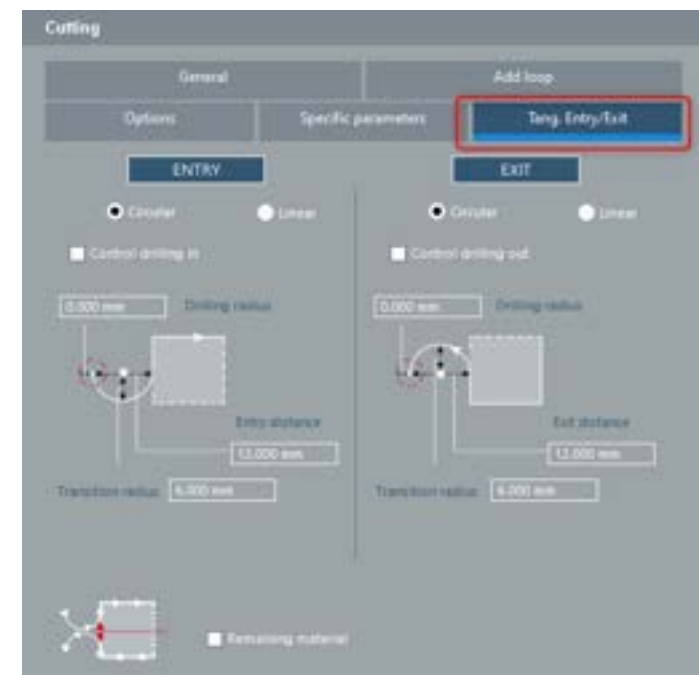 Cutting
General Add loop
Options Specific parameters Tang. Entry/Exit
ENTRY EXIT
Circular Linear Circular Linear
Control drilling in Control drilling out
0.000 mm Drilling radius 0.000 mm Drilling radius
Entry distance Exit distance
12.000 mm 12.000 mm
Transition radius 6.000 mm Transition radius 6.000 mm
Remaining material